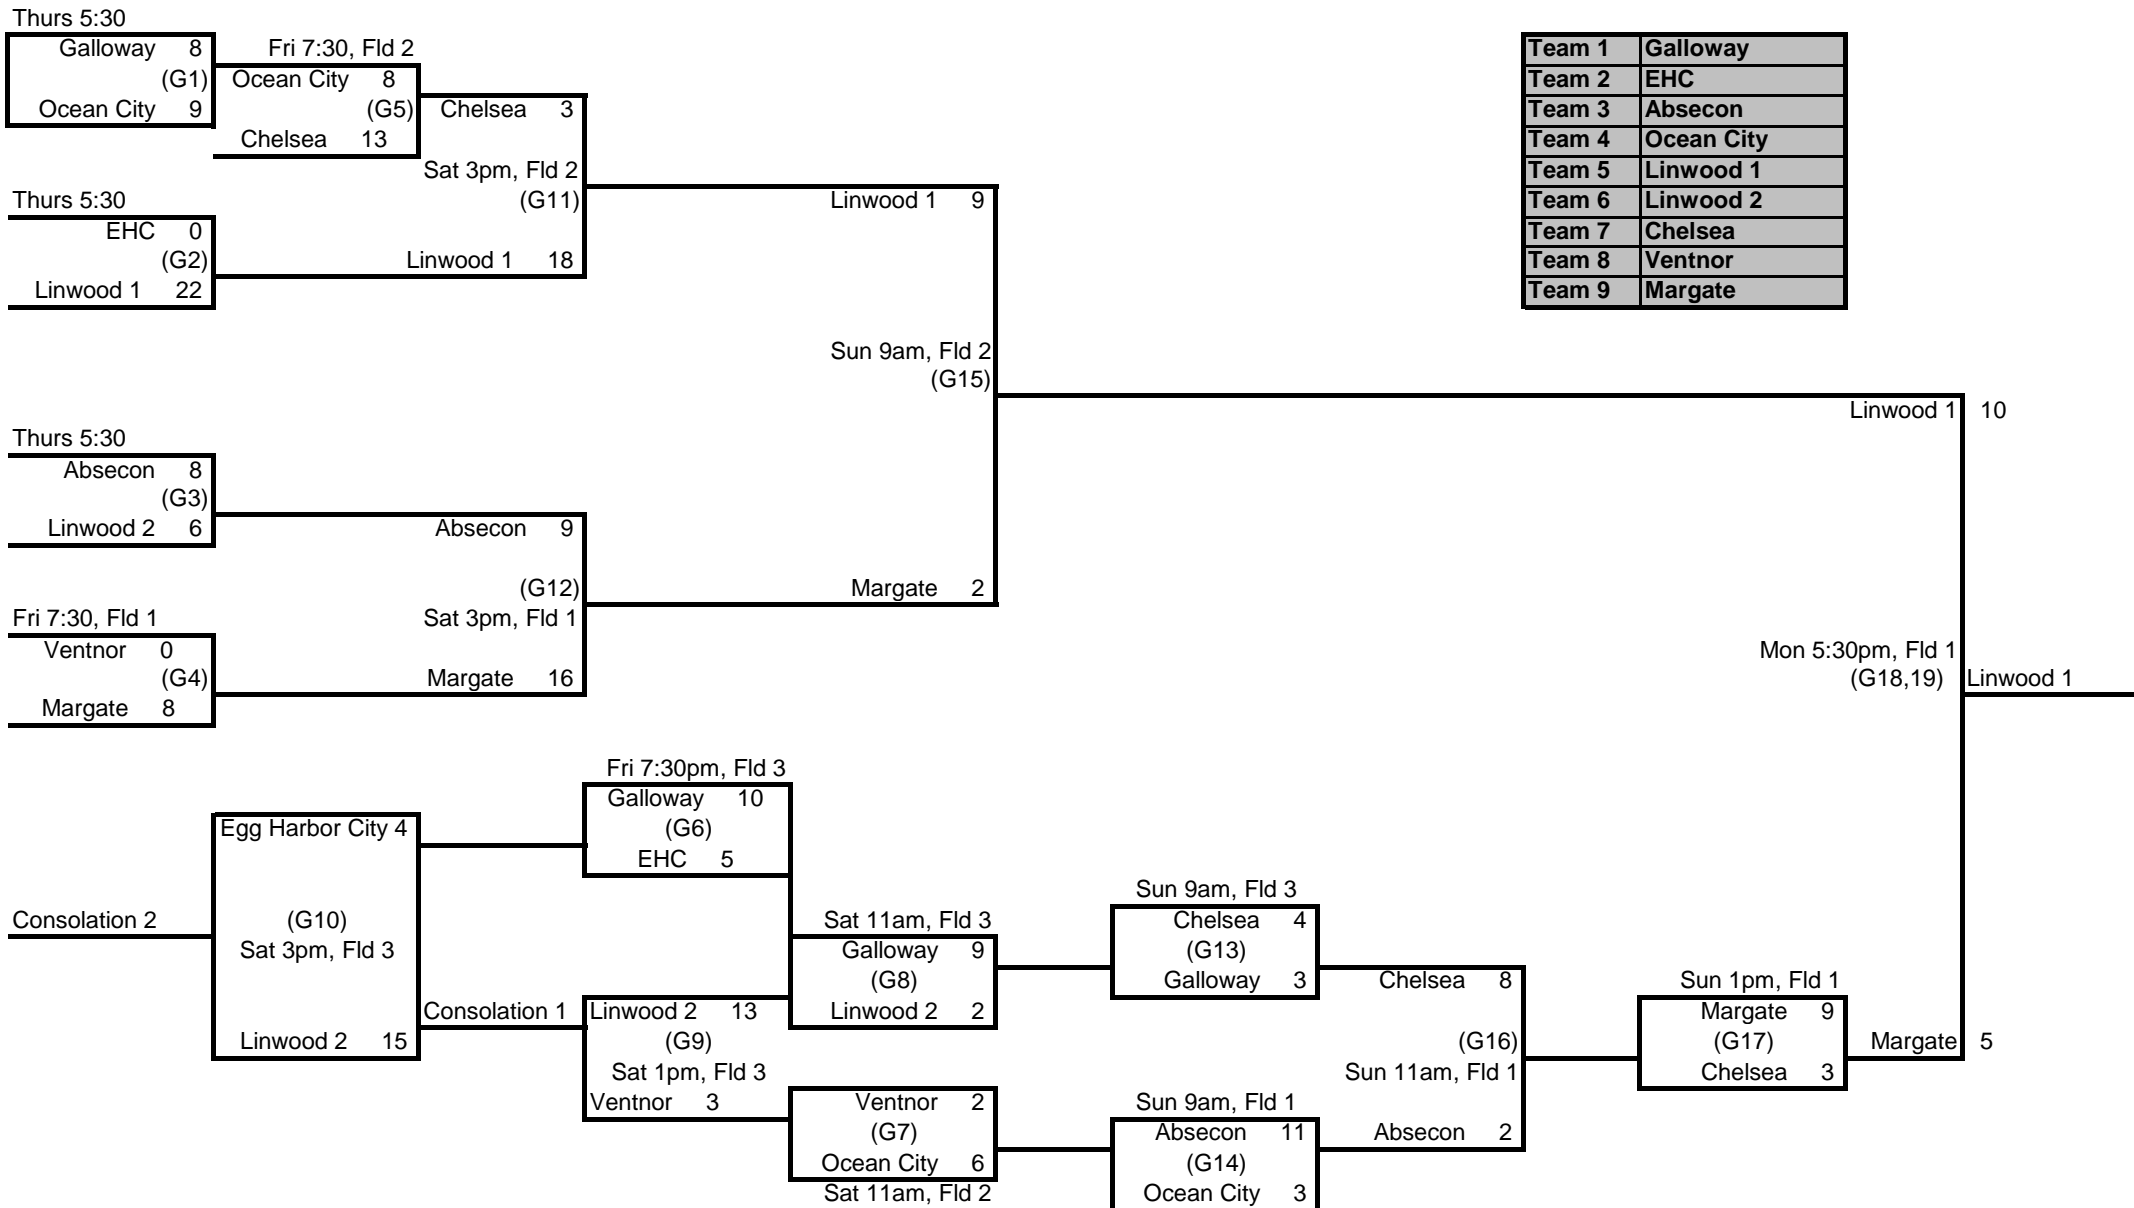 Thurs 5:30
Galloway 8
(G1)
Ocean City 9
Fri 7:30, Fld 2
Ocean City 8
(G5)
Chelsea 13
Chelsea 3
Sat 3pm, Fld 2
(G11)
Linwood 1 18
Thurs 5:30
EHC 0
(G2)
Linwood 1 22
Linwood 1 9
Sun 9am, Fld 2
(G15)
Margate 2
Team 1 Galloway
Team 2 EHC
Team 3 Absecon
Team 4 Ocean City
Team 5 Linwood 1
Team 6 Linwood 2
Team 7 Chelsea
Team 8 Ventnor
Team 9 Margate
Thurs 5:30
Absecon 8
(G3)
Linwood 2 6
Absecon 9
(G12)
Sat 3pm, Fld 1
Margate 16
Fri 7:30, Fld 1
Ventnor 0
(G4)
Margate 8
Linwood 1 10
Mon 5:30pm, Fld 1
(G18,19)
Linwood 1
Margate 5
Consolation 2
Egg Harbor City 4
(G10)
Sat 3pm, Fld 3
Linwood 2 15
Consolation 1
Fri 7:30pm, Fld 3
Galloway 10
(G6)
EHC 5
Linwood 2 13
(G9)
Sat 1pm, Fld 3
Ventnor 3
Sat 11am, Fld 3
Galloway 9
(G8)
Linwood 2 2
Ventnor 2
(G7)
Ocean City 6
Sat 11am, Fld 2
Sun 9am, Fld 3
Chelsea 4
(G13)
Galloway 3
Sun 9am, Fld 1
Absecon 11
(G14)
Ocean City 3
Chelsea 8
(G16)
Sun 11am, Fld 1
Absecon 2
Sun 1pm, Fld 1
Margate 9
(G17)
Chelsea 3